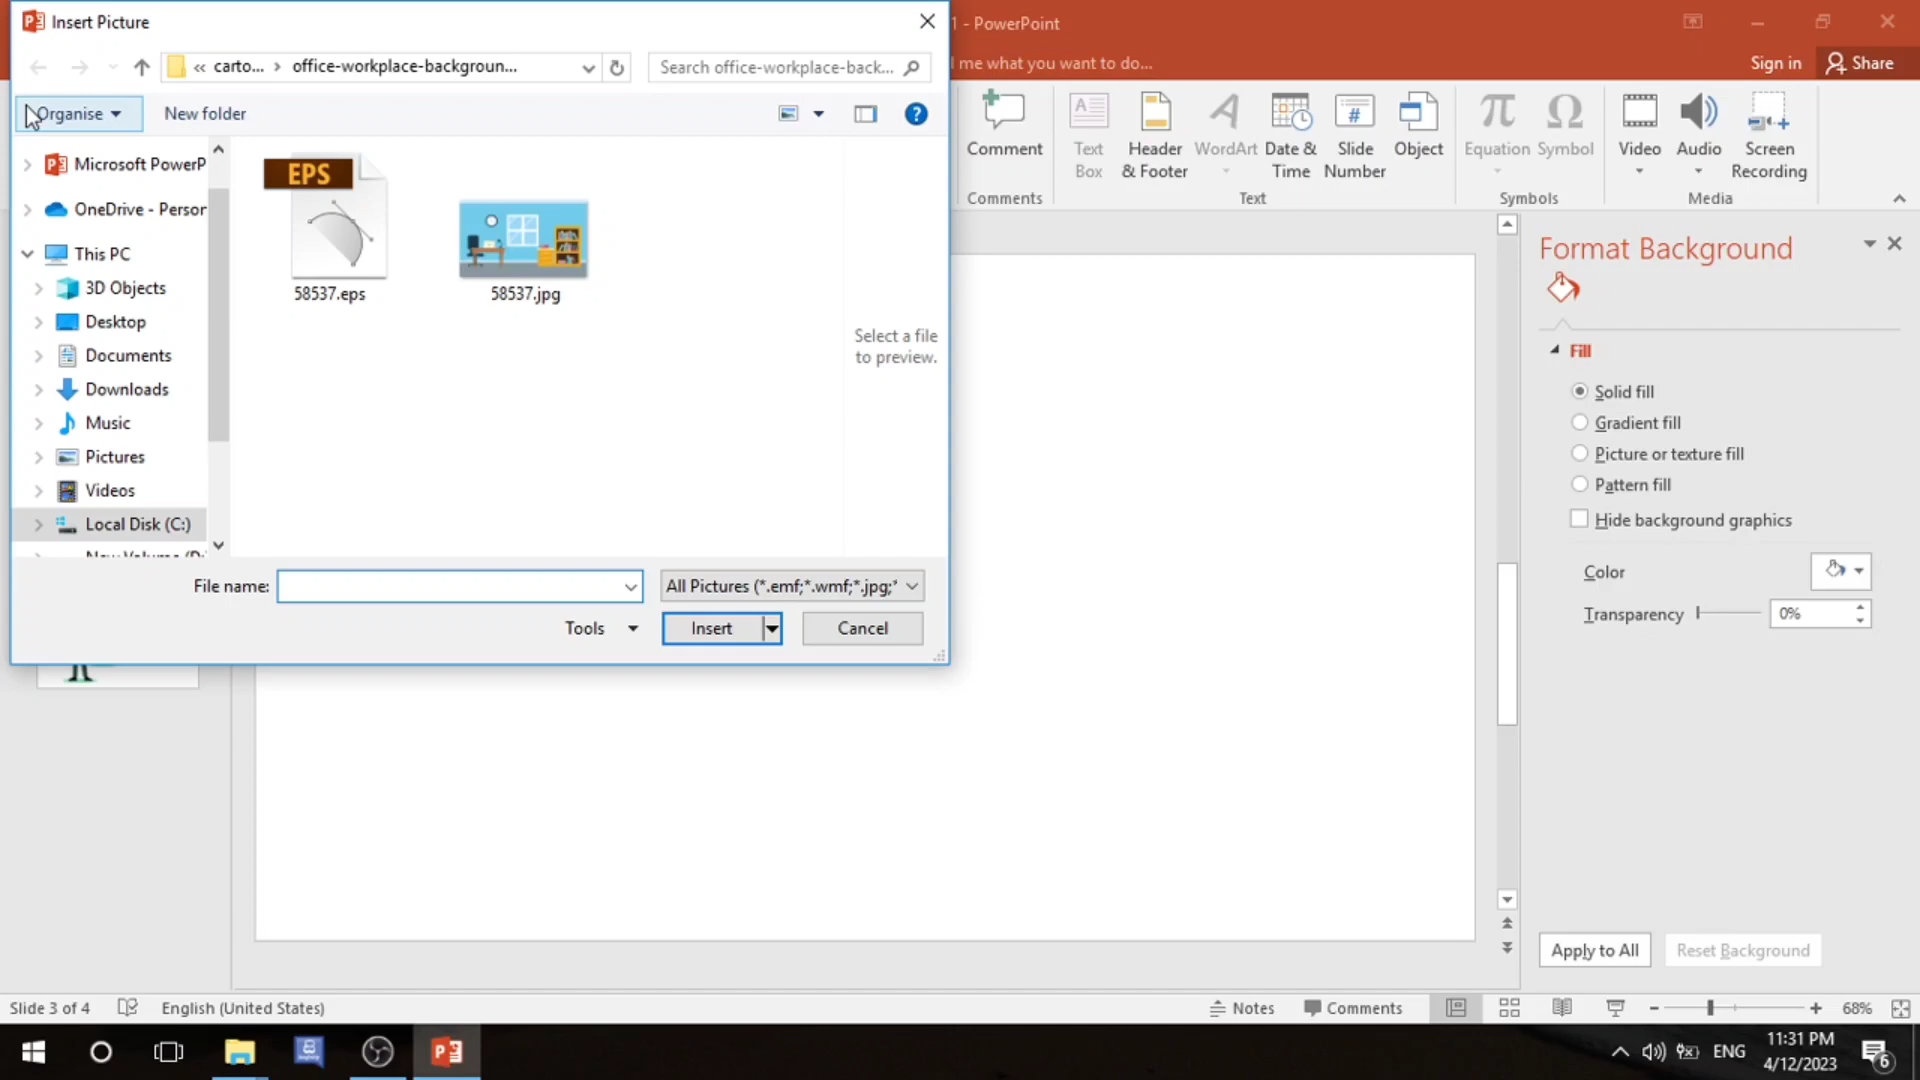 Insert Picture
1 - PowerPoint
« carto... › office-workplace-backgroun...
Search office-workplace-back...
l me what you want to do...
Sign in
Share
Organise
New folder
Microsoft PowerP
OneDrive - Person
This PC
3D Objects
Desktop
Documents
Downloads
Music
Pictures
Videos
Local Disk (C:)
EPS
58537.eps
58537.jpg
Select a file
to preview.
File name:
All Pictures (*.emf;*.wmf;*.jpg;*
Tools
Insert
Cancel
Comment
Text
Box
Header
& Footer
WordArt
Date &
Time
Slide
Number
Object
Equation
Symbol
Video
Audio
Screen
Recording
Comments
Text
Symbols
Media
Format Background
Fill
Solid fill
Gradient fill
Picture or texture fill
Pattern fill
Hide background graphics
Color
Transparency
0%
Apply to All
Reset Background
Slide 3 of 4
English (United States)
Notes
Comments
68%
ENG
11:31 PM
4/12/2023
6